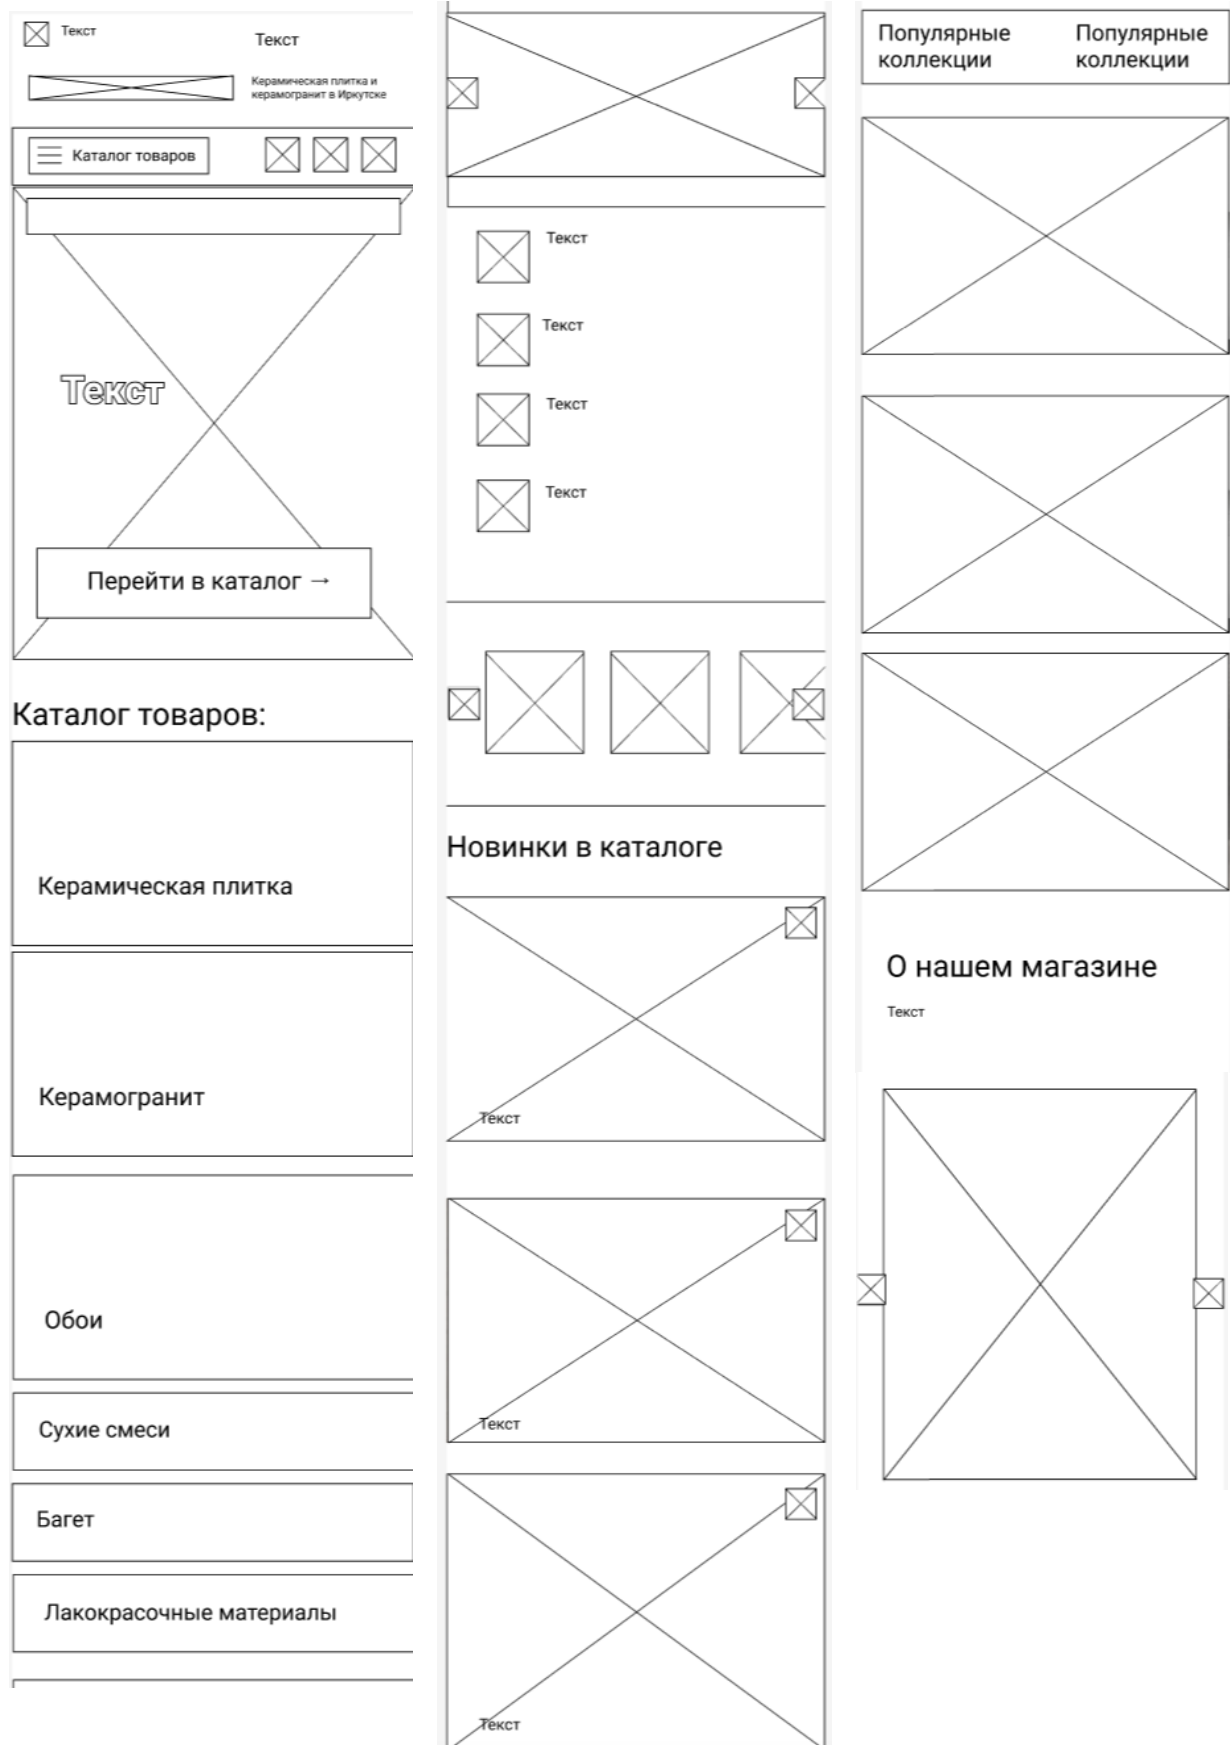 Текст
Текст
Керамическая плитка и
керамогранит в Иркутске
Каталог товаров
Текст
Перейти в каталог →
Каталог товаров:
Керамическая плитка
Керамогранит
Обои
Сухие смеси
Багет
Лакокрасочные материалы
Текст
Текст
Текст
Текст
Новинки в каталоге
Текст
Текст
Текст
Популярные
коллекции
Популярные
коллекции
О нашем магазине
Текст